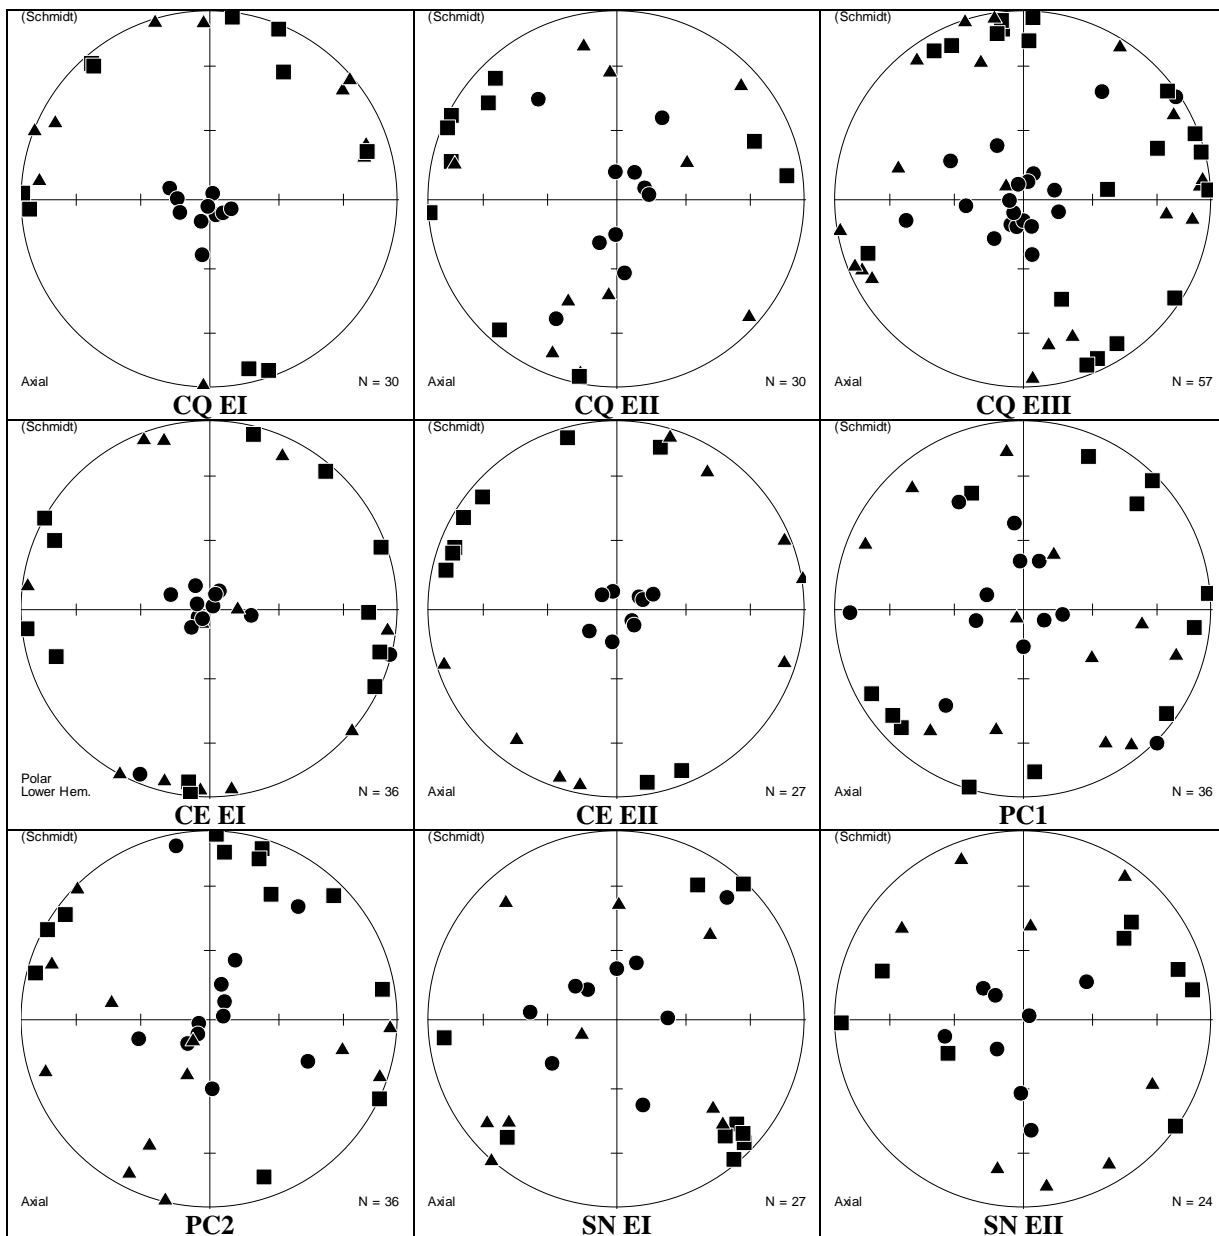 (Schmidt)
Axial
N = 30
CQ EI
(Schmidt)
Axial
N = 30
CQ EII
(Schmidt)
Axial
N = 57
CQ EIII
(Schmidt)
Polar
Lower Hem.
N = 36
CE EI
(Schmidt)
Axial
N = 27
CE EII
(Schmidt)
Axial
N = 36
PC1
(Schmidt)
Axial
N = 36
PC2
(Schmidt)
Axial
N = 27
SN EI
(Schmidt)
Axial
N = 24
SN EII